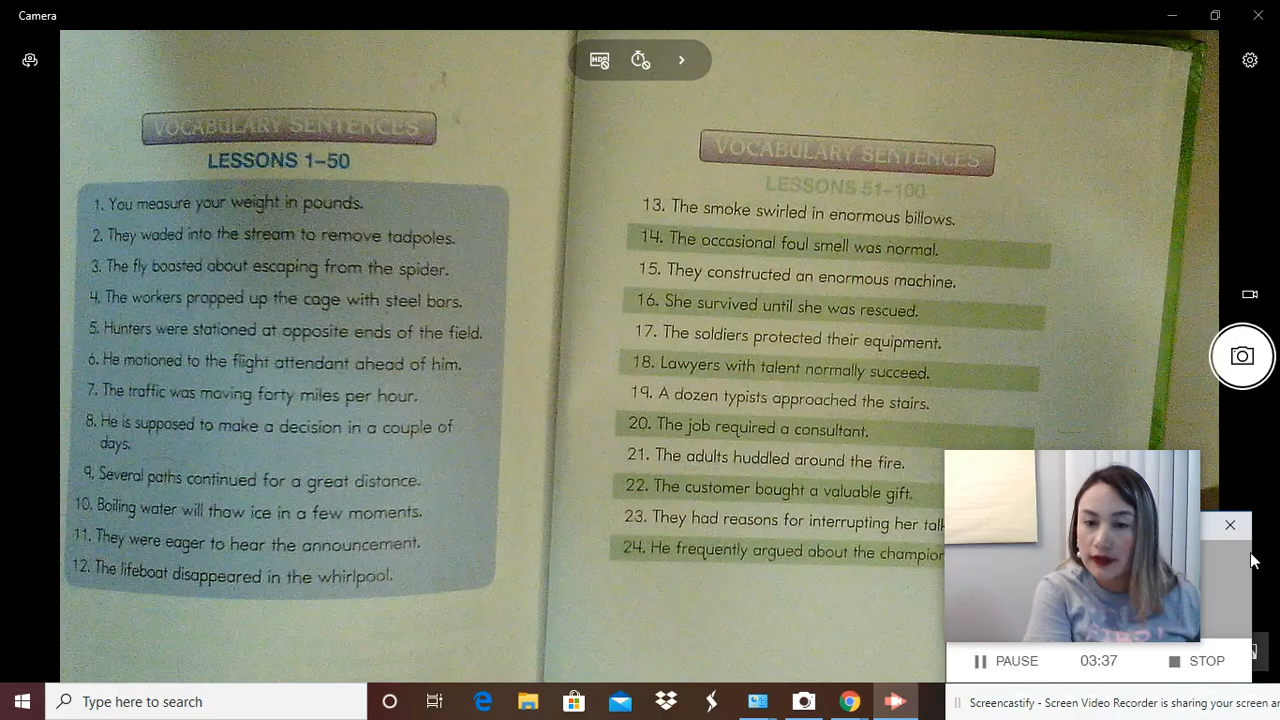 Camera
VOCABULARY SENTENCES
LESSONS 1–50
1. You measure your weight in pounds.
2. They waded into the stream to remove tadpoles.
3. The fly boasted about escaping from the spider.
4. The workers propped up the cage with steel bars.
5. Hunters were stationed at opposite ends of the field.
6. He motioned to the flight attendant ahead of him.
7. The traffic was moving forty miles per hour.
8. He is supposed to make a decision in a couple of
days.
9. Several paths continued for a great distance.
10. Boiling water will thaw ice in a few moments.
11. They were eager to hear the announcement.
12. The lifeboat disappeared in the whirlpool.
VOCABULARY SENTENCES
LESSONS 51–100
13. The smoke swirled in enormous billows.
14. The occasional foul smell was normal.
15. They constructed an enormous machine.
16. She survived until she was rescued.
17. The soldiers protected their equipment.
18. Lawyers with talent normally succeed.
19. A dozen typists approached the stairs.
20. The job required a consultant.
21. The adults huddled around the fire.
22. The customer bought a valuable gift.
23. They had reasons for interrupting her tal
24. He frequently argued about the champion
PAUSE 03:37 STOP
Type here to search
Screencastify - Screen Video Recorder is sharing your screen a